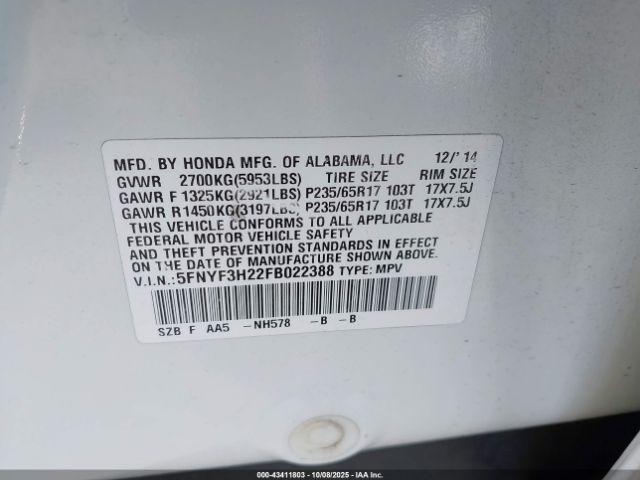 MFD. BY HONDA MFG. OF ALABAMA, LLC 12/'14
GVWR 2700KG(5953LBS) TIRE SIZE RIM SIZE
GAWR F 1325KG(2921LBS) P235/65R17 103T 17X7.5J
GAWR R 1450KG(3197LBS) P235/65R17 103T 17X7.5J
THIS VEHICLE CONFORMS TO ALL APPLICABLE
FEDERAL MOTOR VEHICLE SAFETY
AND THEFT PREVENTION STANDARDS IN EFFECT
ON THE DATE OF MANUFACTURE SHOWN ABOVE.
V.I.N.:5FNYF3H22FB022388 TYPE: MPV
SZB F AA5 -NH578 -B -B
000-43411803 - 10/08/2025 - IAAI.com